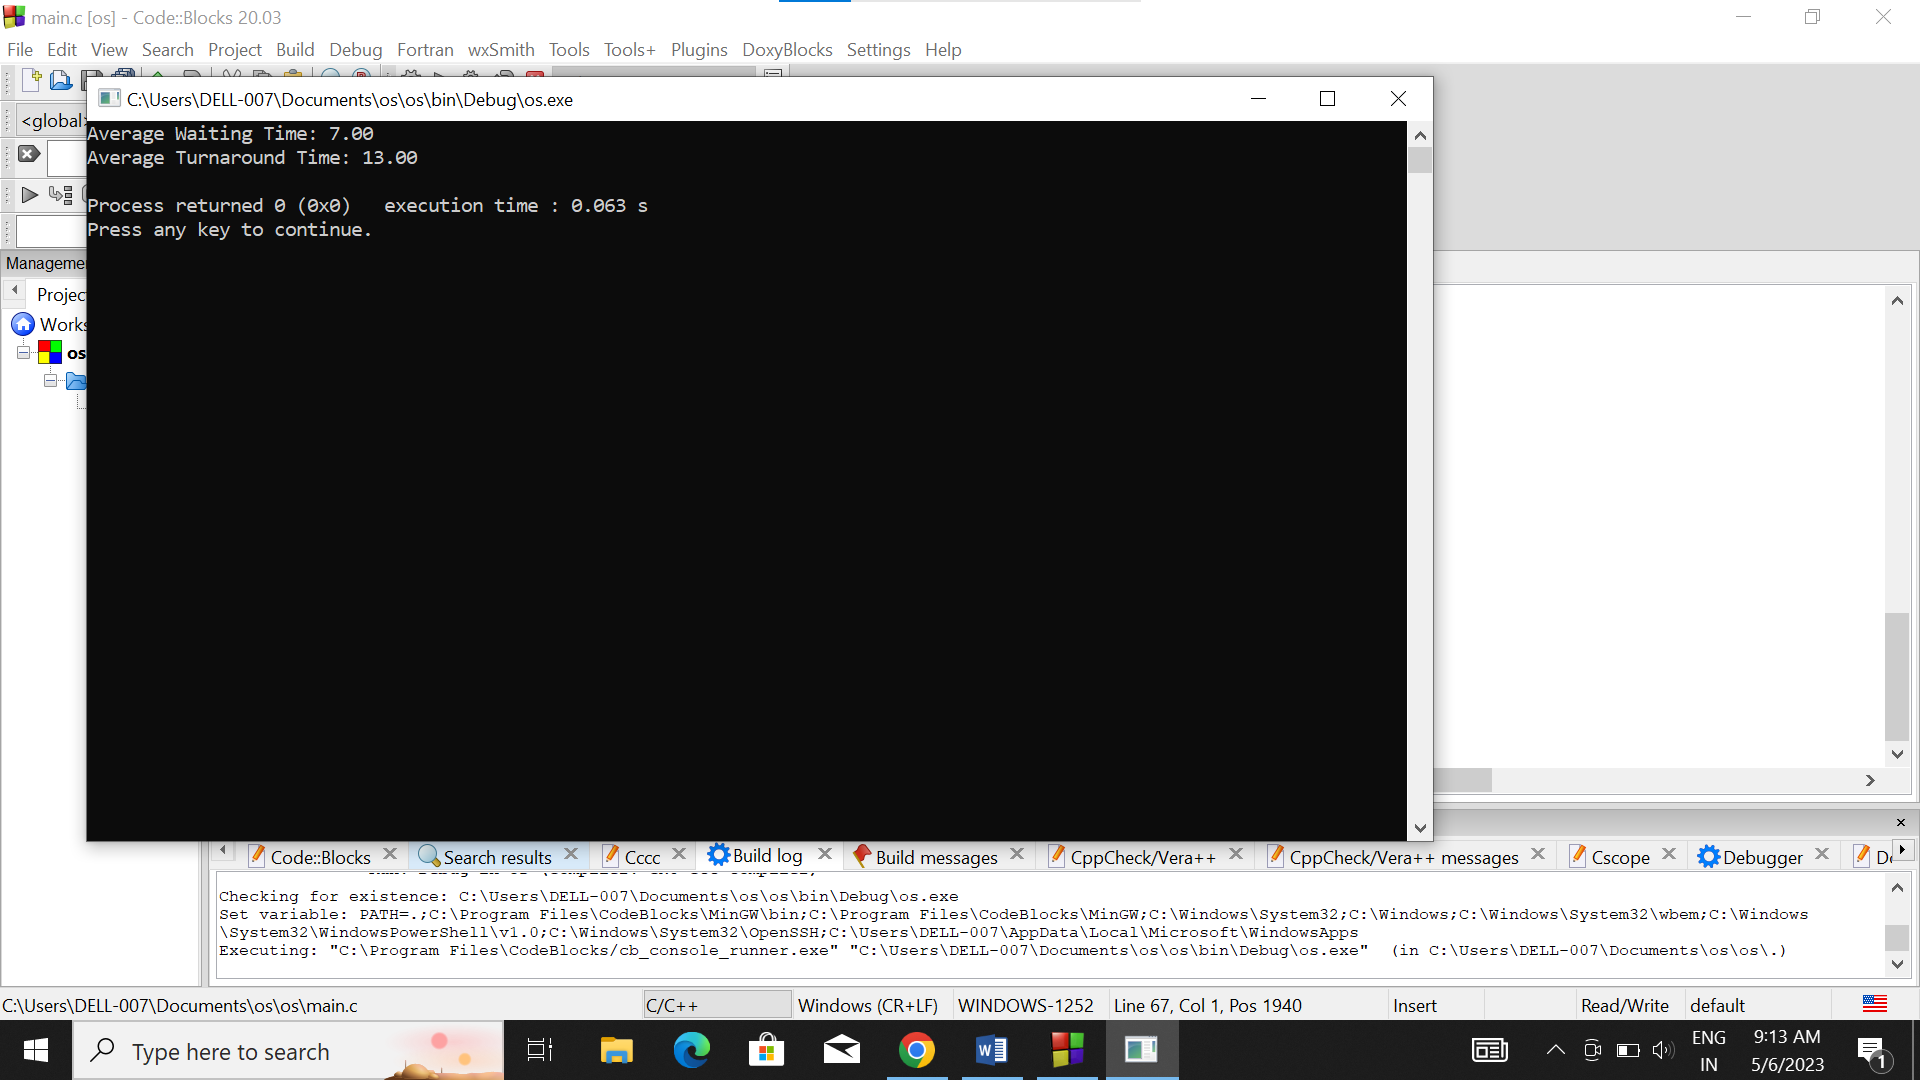 main.c [os] - Code::Blocks 20.03
File Edit View Search Project Build Debug Fortran wxSmith Tools Tools+ Plugins DoxyBlocks Settings Help
C:\Users\DELL-007\Documents\os\os\bin\Debug\os.exe
<global>
Average Waiting Time: 7.00
Average Turnaround Time: 13.00
Process returned 0 (0x0)   execution time : 0.063 s
Press any key to continue.
os
Code::Blocks Search results Cccc Build log Build messages CppCheck/Vera++ CppCheck/Vera++ messages Cscope Debugger
Checking for existence: C:\Users\DELL-007\Documents\os\os\bin\Debug\os.exe
Set variable: PATH=.;C:\Program Files\CodeBlocks\MinGW\bin;C:\Program Files\CodeBlocks\MinGW;C:\Windows\System32;C:\Windows;C:\Windows\System32\wbem;C:\Windows
\System32\WindowsPowerShell\v1.0;C:\Windows\System32\OpenSSH;C:\Users\DELL-007\AppData\Local\Microsoft\WindowsApps
Executing: "C:\Program Files\CodeBlocks/cb_console_runner.exe" "C:\Users\DELL-007\Documents\os\os\bin\Debug\os.exe"  (in C:\Users\DELL-007\Documents\os\os\.)
C:\Users\DELL-007\Documents\os\os\main.c C/C++ Windows (CR+LF) WINDOWS-1252 Line 67, Col 1, Pos 1940 Insert Read/Write default
Type here to search
ENG
IN
9:13 AM
5/6/2023
1